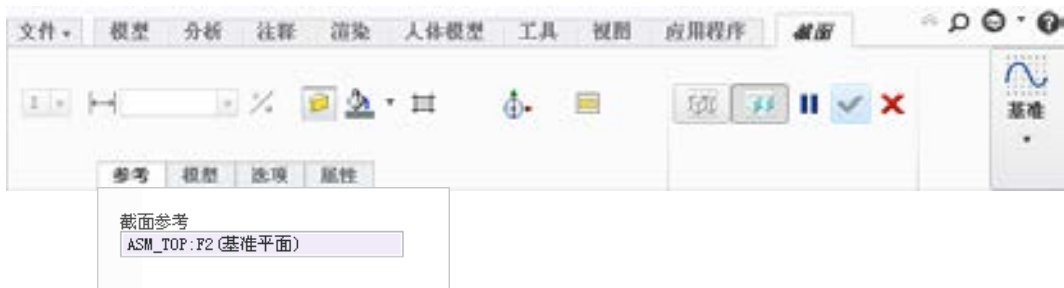 文件 模型 分析 注释 渲染 人体模型 工具 视图 应用程序 截面
基准
参考 模型 选项 属性
截面参考
ASM_TOP:F2(基准平面)